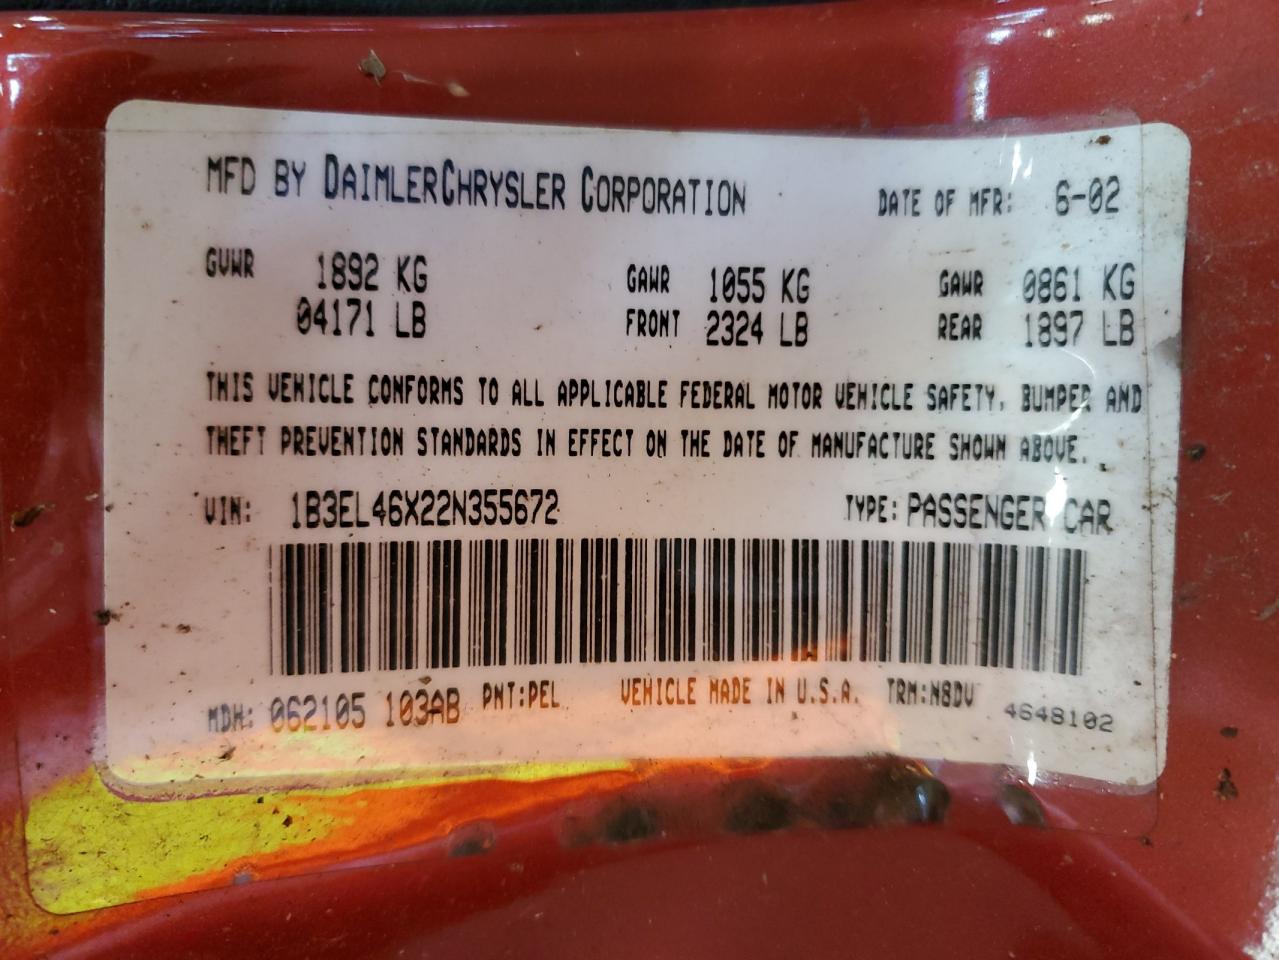 MFD BY DAIMLERCHRYSLER CORPORATION DATE OF MFR: 6-02
GVWR 1892 KG GAWR 1055 KG GAWR 0861 KG
04171 LB FRONT 2324 LB REAR 1897 LB
THIS VEHICLE CONFORMS TO ALL APPLICABLE FEDERAL MOTOR VEHICLE SAFETY, BUMPER AND
THEFT PREVENTION STANDARDS IN EFFECT ON THE DATE OF MANUFACTURE SHOWN ABOVE.
VIN: 1B3EL46X22N355672 TYPE: PASSENGER CAR
MDH: 062105 103AB PNT:PEL VEHICLE MADE IN U.S.A. TRM:N8DV 4648102